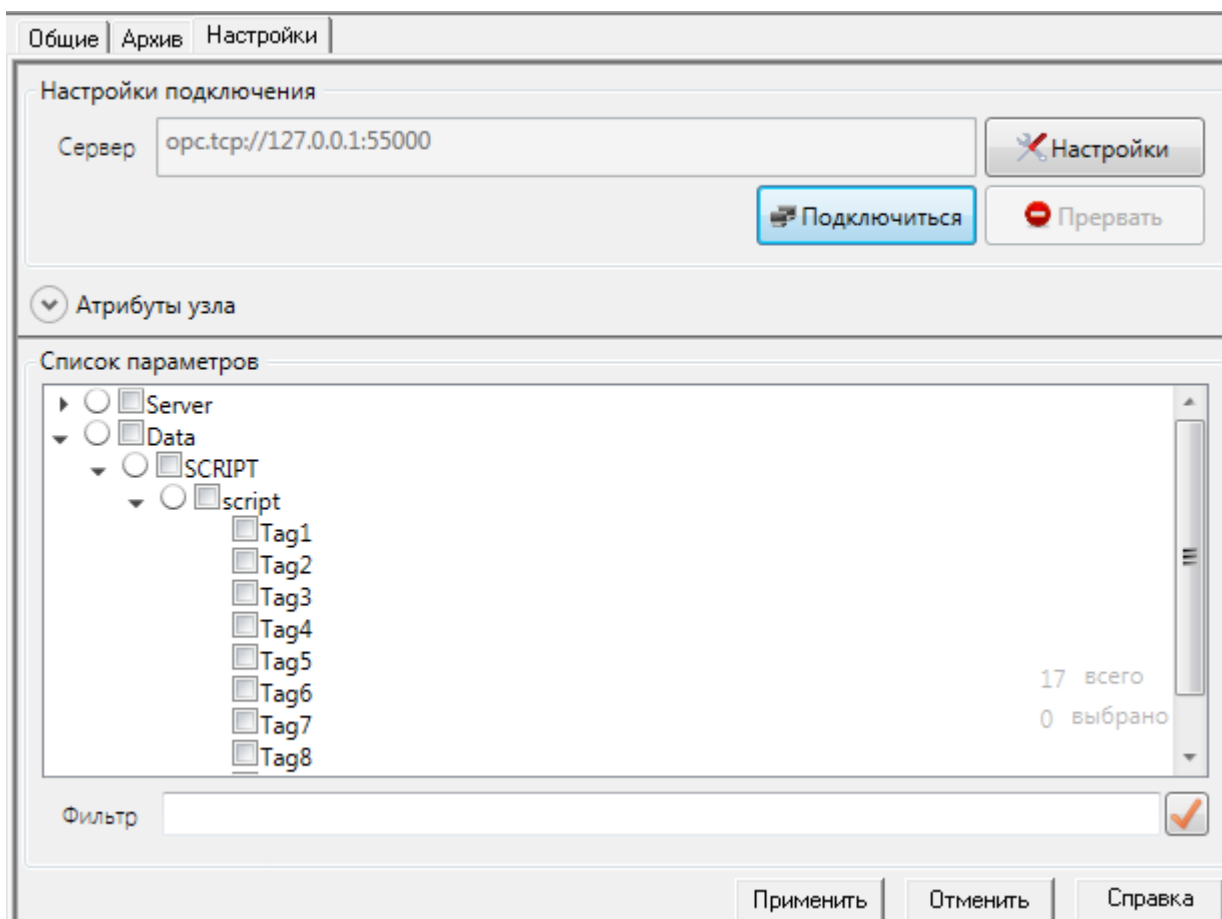 Общие Архив Настройки
Настройки подключения
Сервер opc.tcp://127.0.0.1:55000 Настройки
Подключиться Прервать
Атрибуты узла
Список параметров
Server
Data
SCRIPT
script
Tag1
Tag2
Tag3
Tag4
Tag5
Tag6
Tag7
Tag8
17 всего
0 выбрано
Фильтр
Применить Отменить Справка